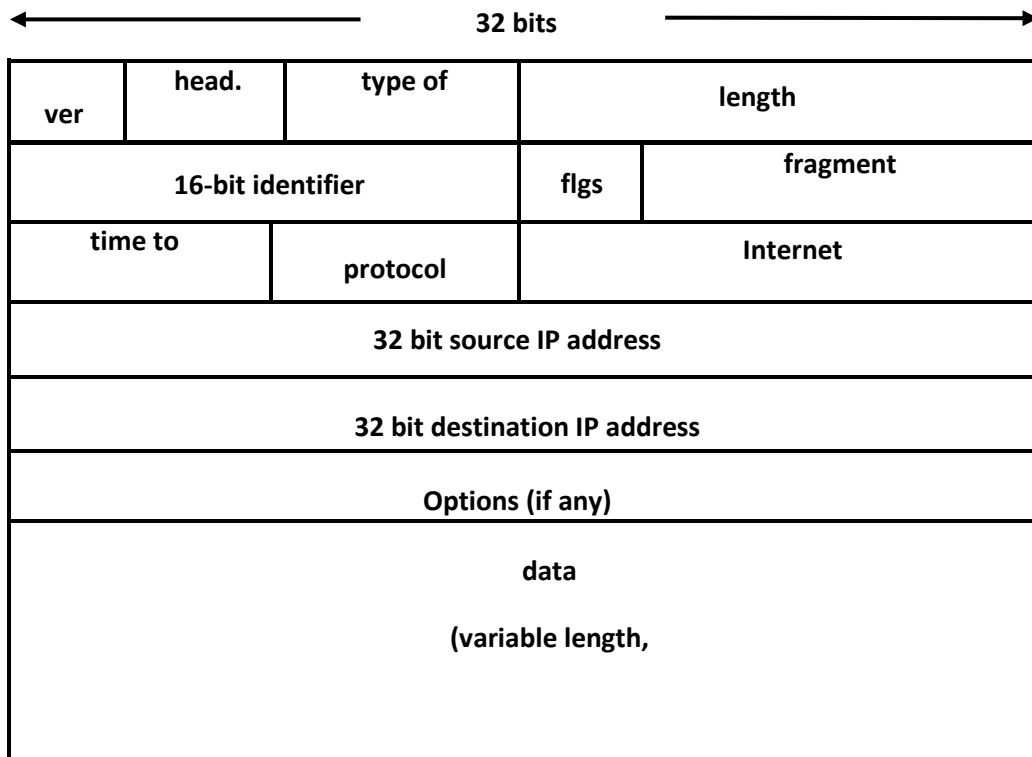 32 bits
ver
head.
type of
length
16-bit identifier
flgs
fragment
time to
protocol
Internet
32 bit source IP address
32 bit destination IP address
Options (if any)
data
(variable length,